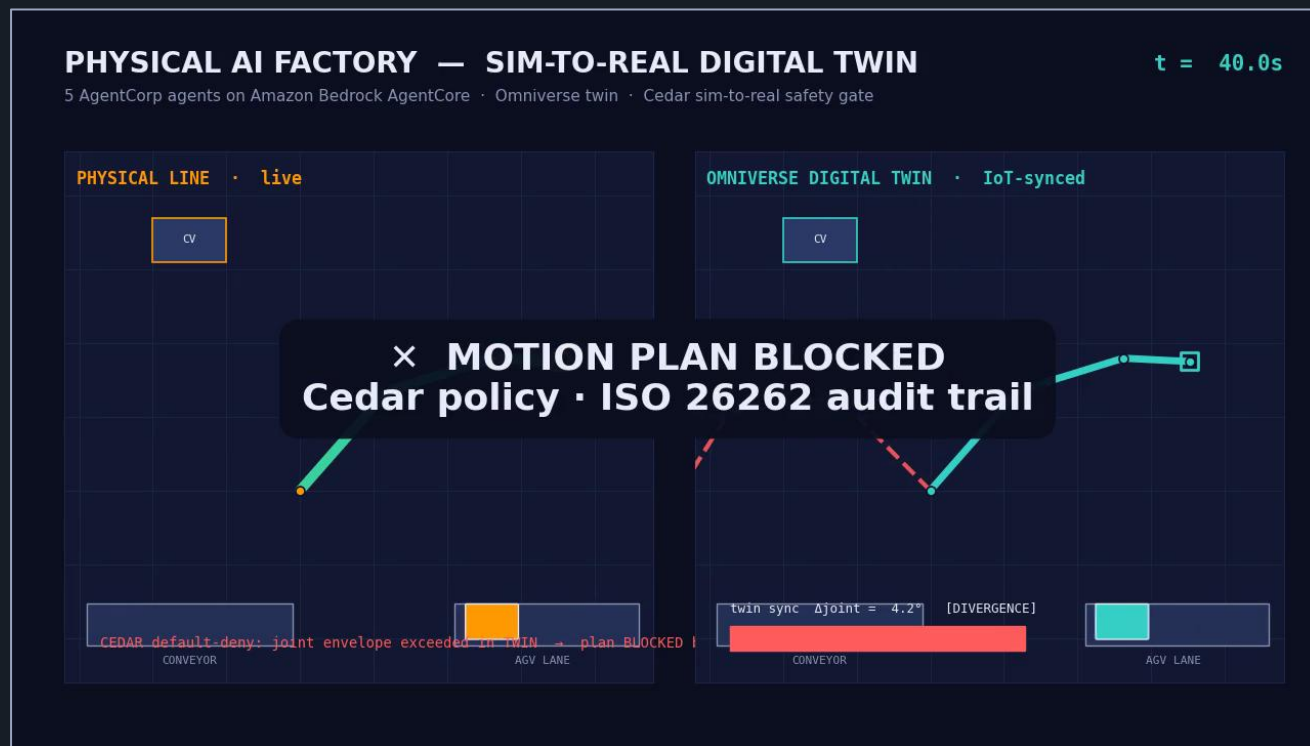 PHYSICAL AI FACTORY — SIM-TO-REAL DIGITAL TWIN
t = 40.0s
5 AgentCorp agents on Amazon Bedrock AgentCore · Omniverse twin · Cedar sim-to-real safety gate
PHYSICAL LINE · live
OMNIVERSE DIGITAL TWIN · IoT-synced
CV
CV
✕ MOTION PLAN BLOCKED
Cedar policy · ISO 26262 audit trail
twin sync Δjoint = 4.2° [DIVERGENCE]
CEDAR default-deny: joint envelope exceeded in TWIN → plan BLOCKED
CONVEYOR
AGV LANE
CONVEYOR
AGV LANE